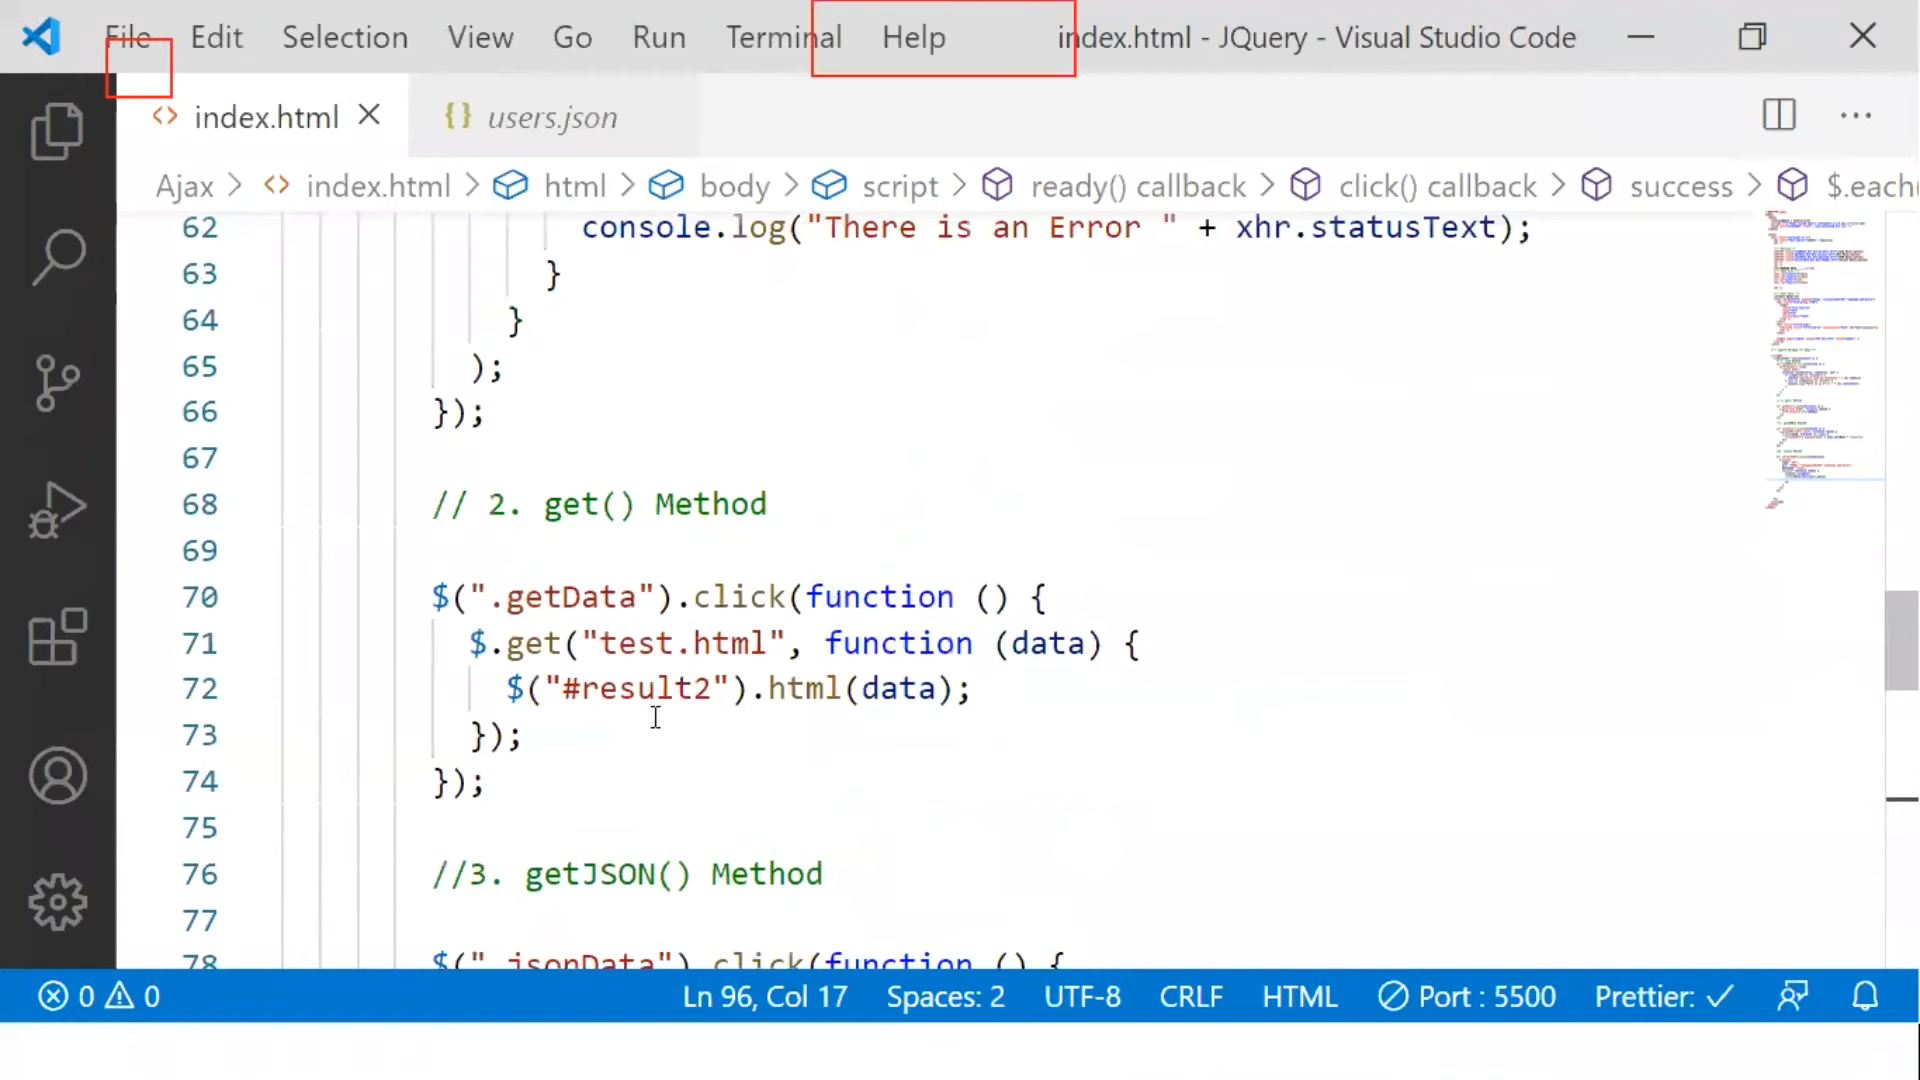 File Edit Selection View Go Run Terminal Help index.html - JQuery - Visual Studio Code
index.html users.json
Ajax > index.html > html > body > script > ready() callback > click() callback > success > $.each(
62 console.log("There is an Error " + xhr.statusText);
63 }
64 }
65 );
66 });
67
68 // 2. get() Method
69
70 $(".getData").click(function () {
71 $.get("test.html", function (data) {
72 $("#result2").html(data);
73 });
74 });
75
76 //3. getJSON() Method
77
78 $(".jsonData").click(function () {
0 0 Ln 96, Col 17 Spaces: 2 UTF-8 CRLF HTML Port : 5500 Prettier: ✓